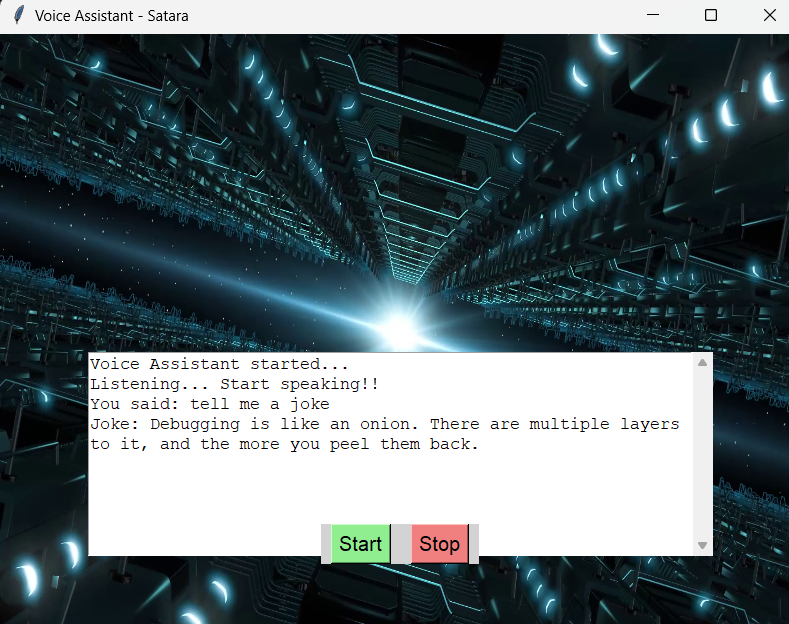 Voice Assistant - Satara
Voice Assistant started...
Listening... Start speaking!!
You said: tell me a joke
Joke: Debugging is like an onion. There are multiple layers
to it, and the more you peel them back.
Start Stop